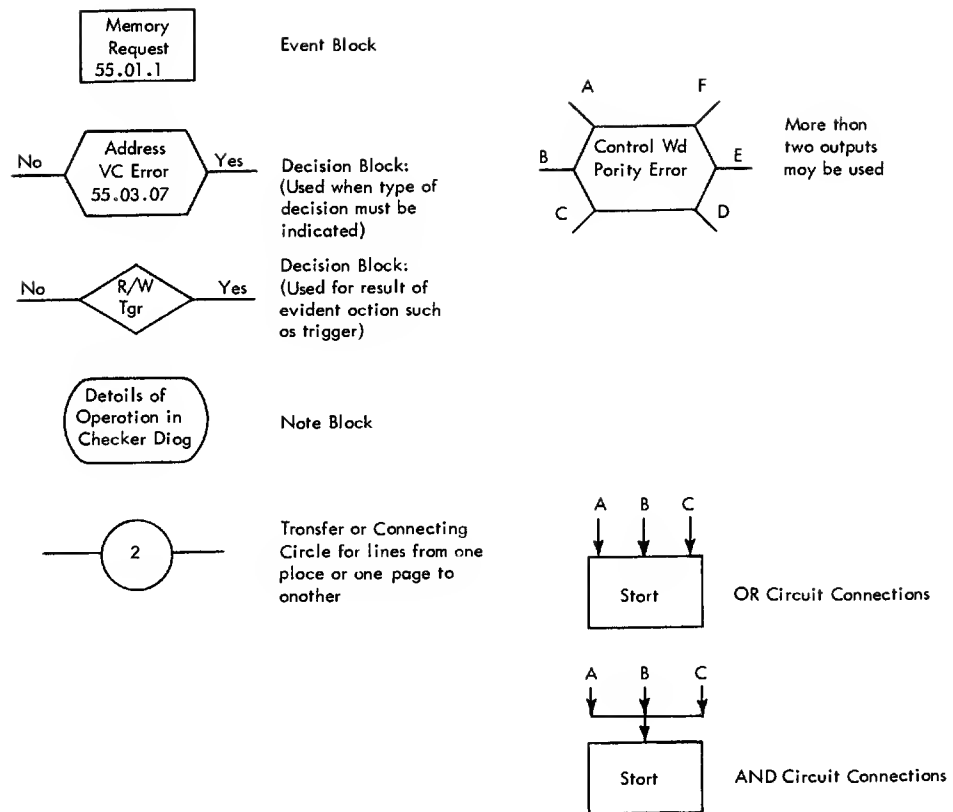 Memory
Request
55.01.1
Event Block
No
Address
VC Error
55.03.07
Yes
Decision Block:
(Used when type of
decision must be
indicated)
No
R/W
Tgr
Yes
Decision Block:
(Used for result of
evident oction such
os trigger)
Detoils of
Operotion in
Checker Diog
Note Block
2
Transfer or Connecting
Circle for lines from one
ploce or one page to
onother
A
F
B
Control Wd
Pority Error
E
C
D
More than
two outputs
moy be used
A B C
Stort
OR Circuit Connections
A B C
Stort
AND Circuit Connections